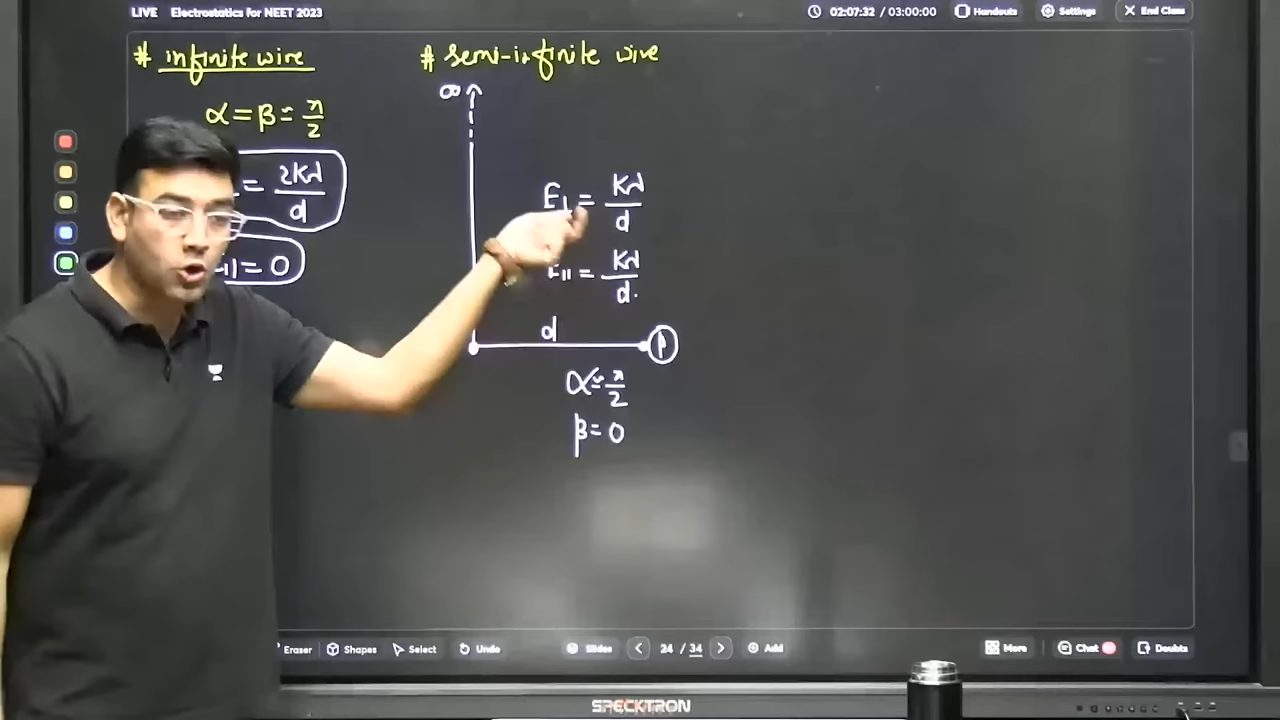 LIVE Electrostatics for NEET 2023
02:07:32 / 03:00:00 Handouts Settings End Class
# infinite wire
α = β = π/2
= 2Kλ/d
|| = 0
# semi-infinite wire
∞
E⊥ = Kλ/d
E|| = Kλ/d.
d
P
α = π/2
β = 0
Eraser Shapes Select Undo Slides 24 / 34 Add More Chat Doubts
SPECKTRON